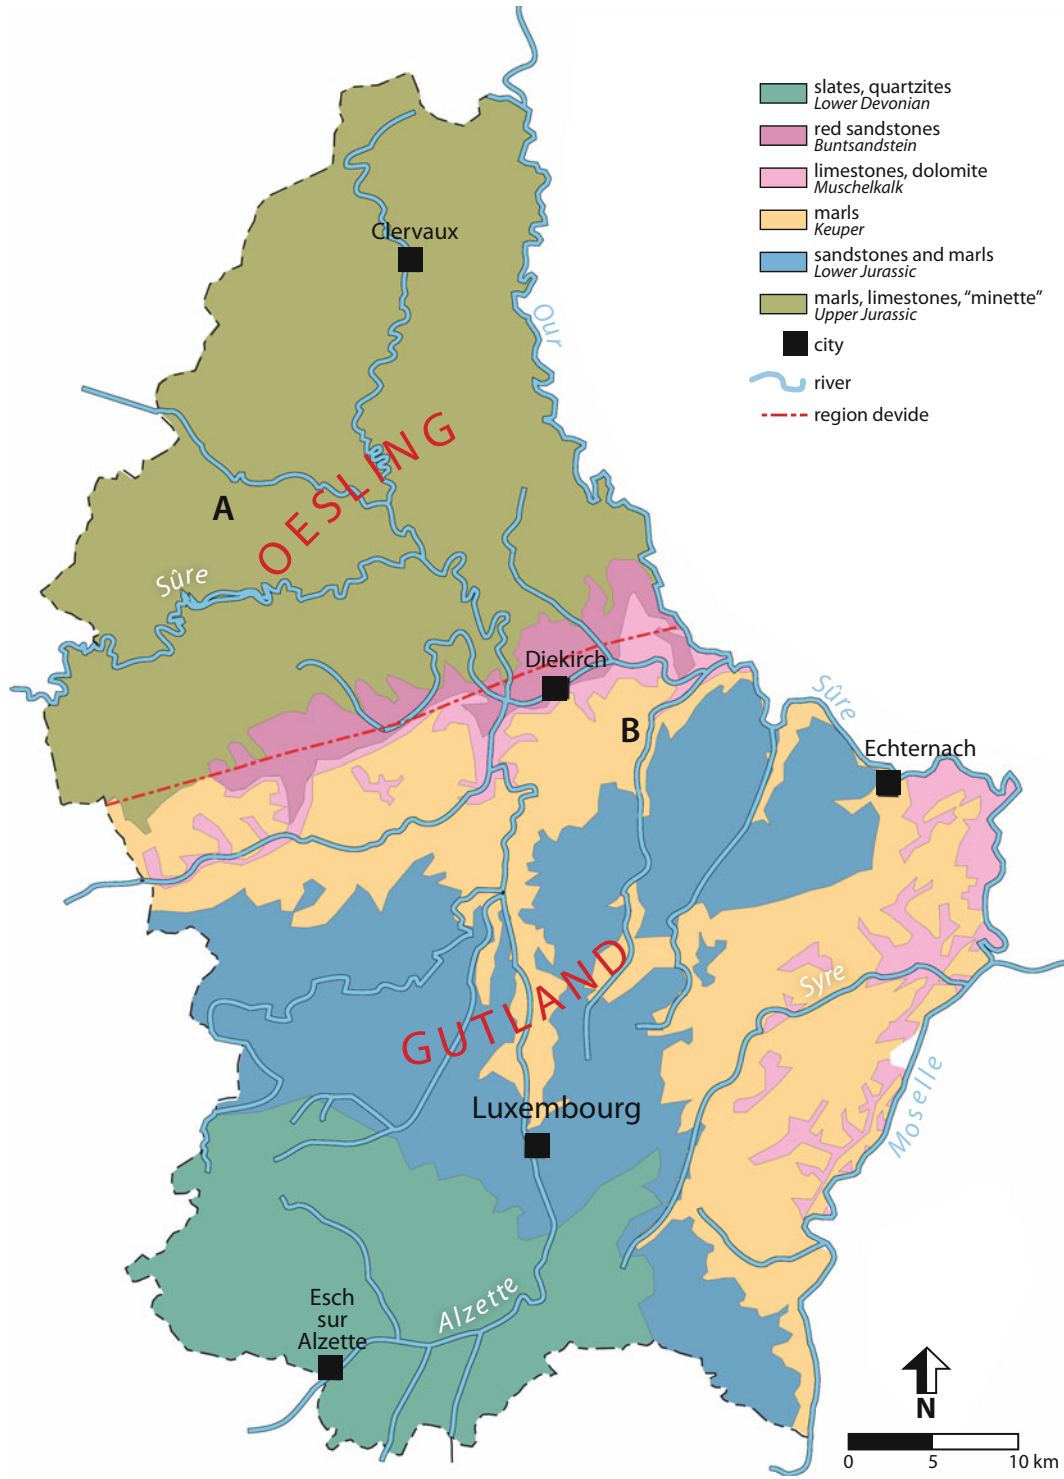 slates, quartzites
Lower Devonian
red sandstones
Buntsandstein
limestones, dolomite
Muschelkalk
marls
Keuper
sandstones and marls
Lower Jurassic
marls, limestones, “minette”
Upper Jurassic
city
river
region devide
Clervaux
Our
OESLING
A
Sûre
Diekirch
B
Sûre
Echternach
GUTLAND
Syre
Luxembourg
Moselle
Esch
sur
Alzette
Alzette
N
0 5 10 km